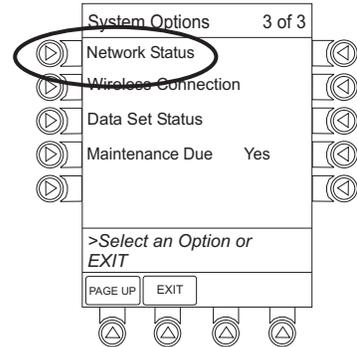 System Options 3 of 3
Network Status
Wireless Connection
Data Set Status
Maintenance Due Yes
>Select an Option or
EXIT
PAGE UP EXIT